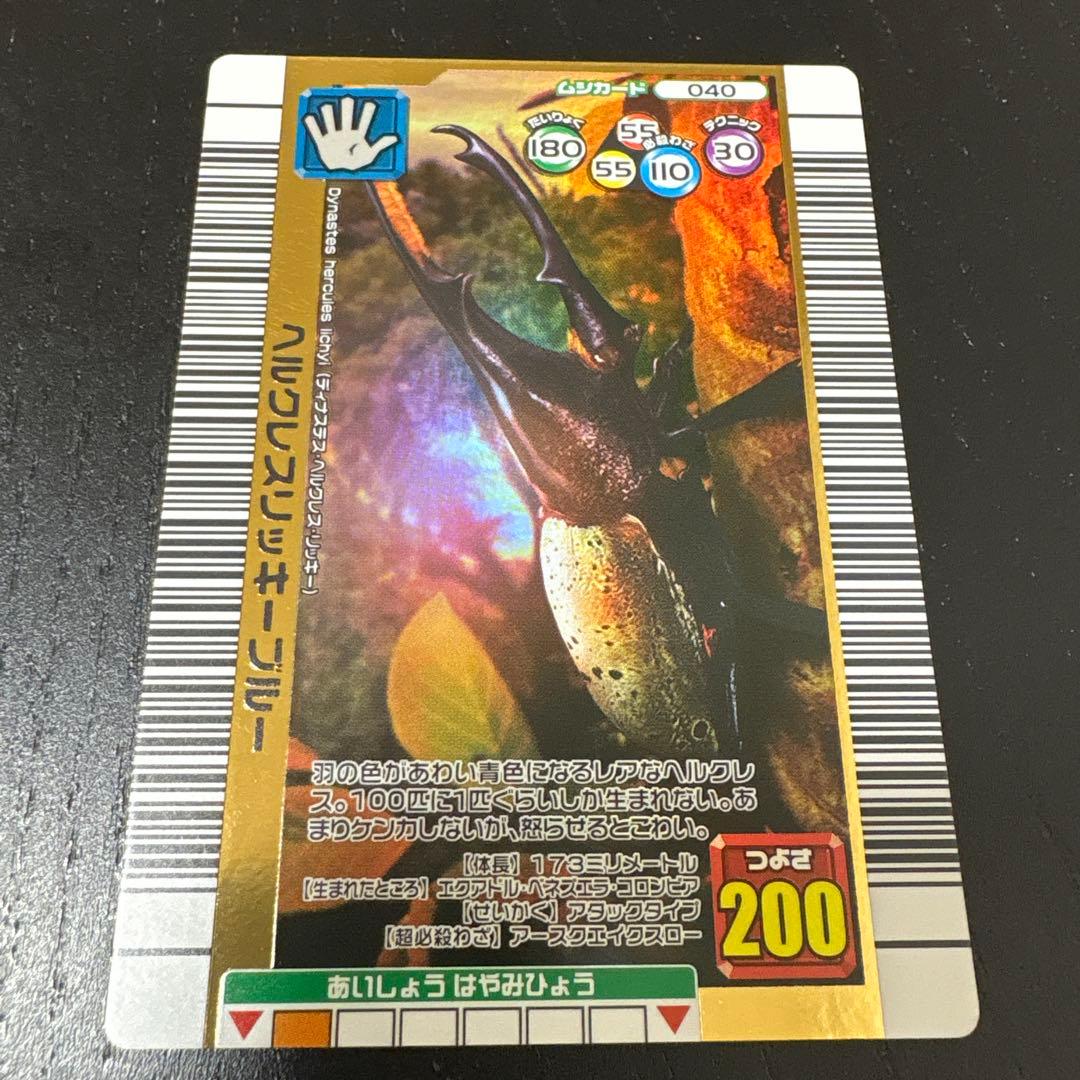 ムシカード 040
たいりょく 180
55
必殺わざ 110
55
テクニック 30
Dynastes hercules lichyi (ディナステス・ヘルクレス・リッキー)
ヘルクレスリッキーブルー
羽の色があわい青色になるレアなヘルクレ
ス。100匹に1匹ぐらいしか生まれない。あ
まりケンカしないが、怒らせるとこわい。
【体長】173ミリメートル
【生まれたところ】エクアドル・ベネズエラ・コロンビア
【せいかく】アタックタイプ
【超必殺わざ】アースクエイクスロー
つよさ
200
あいしょう はやみひょう